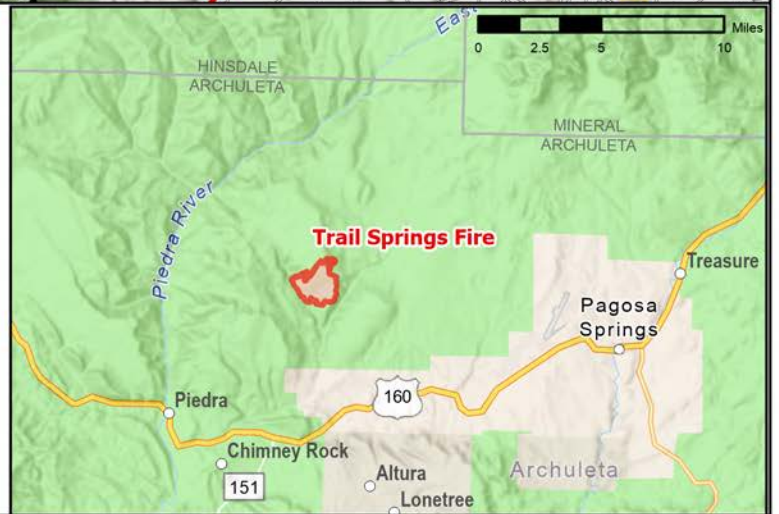 East
Miles
0 2.5 5 10
HINSDALE
ARCHULETA
MINERAL
ARCHULETA
Piedra River
Trail Springs Fire
Treasure
Pagosa
Springs
160
Piedra
Chimney Rock
151
Altura
Archuleta
Lonetree